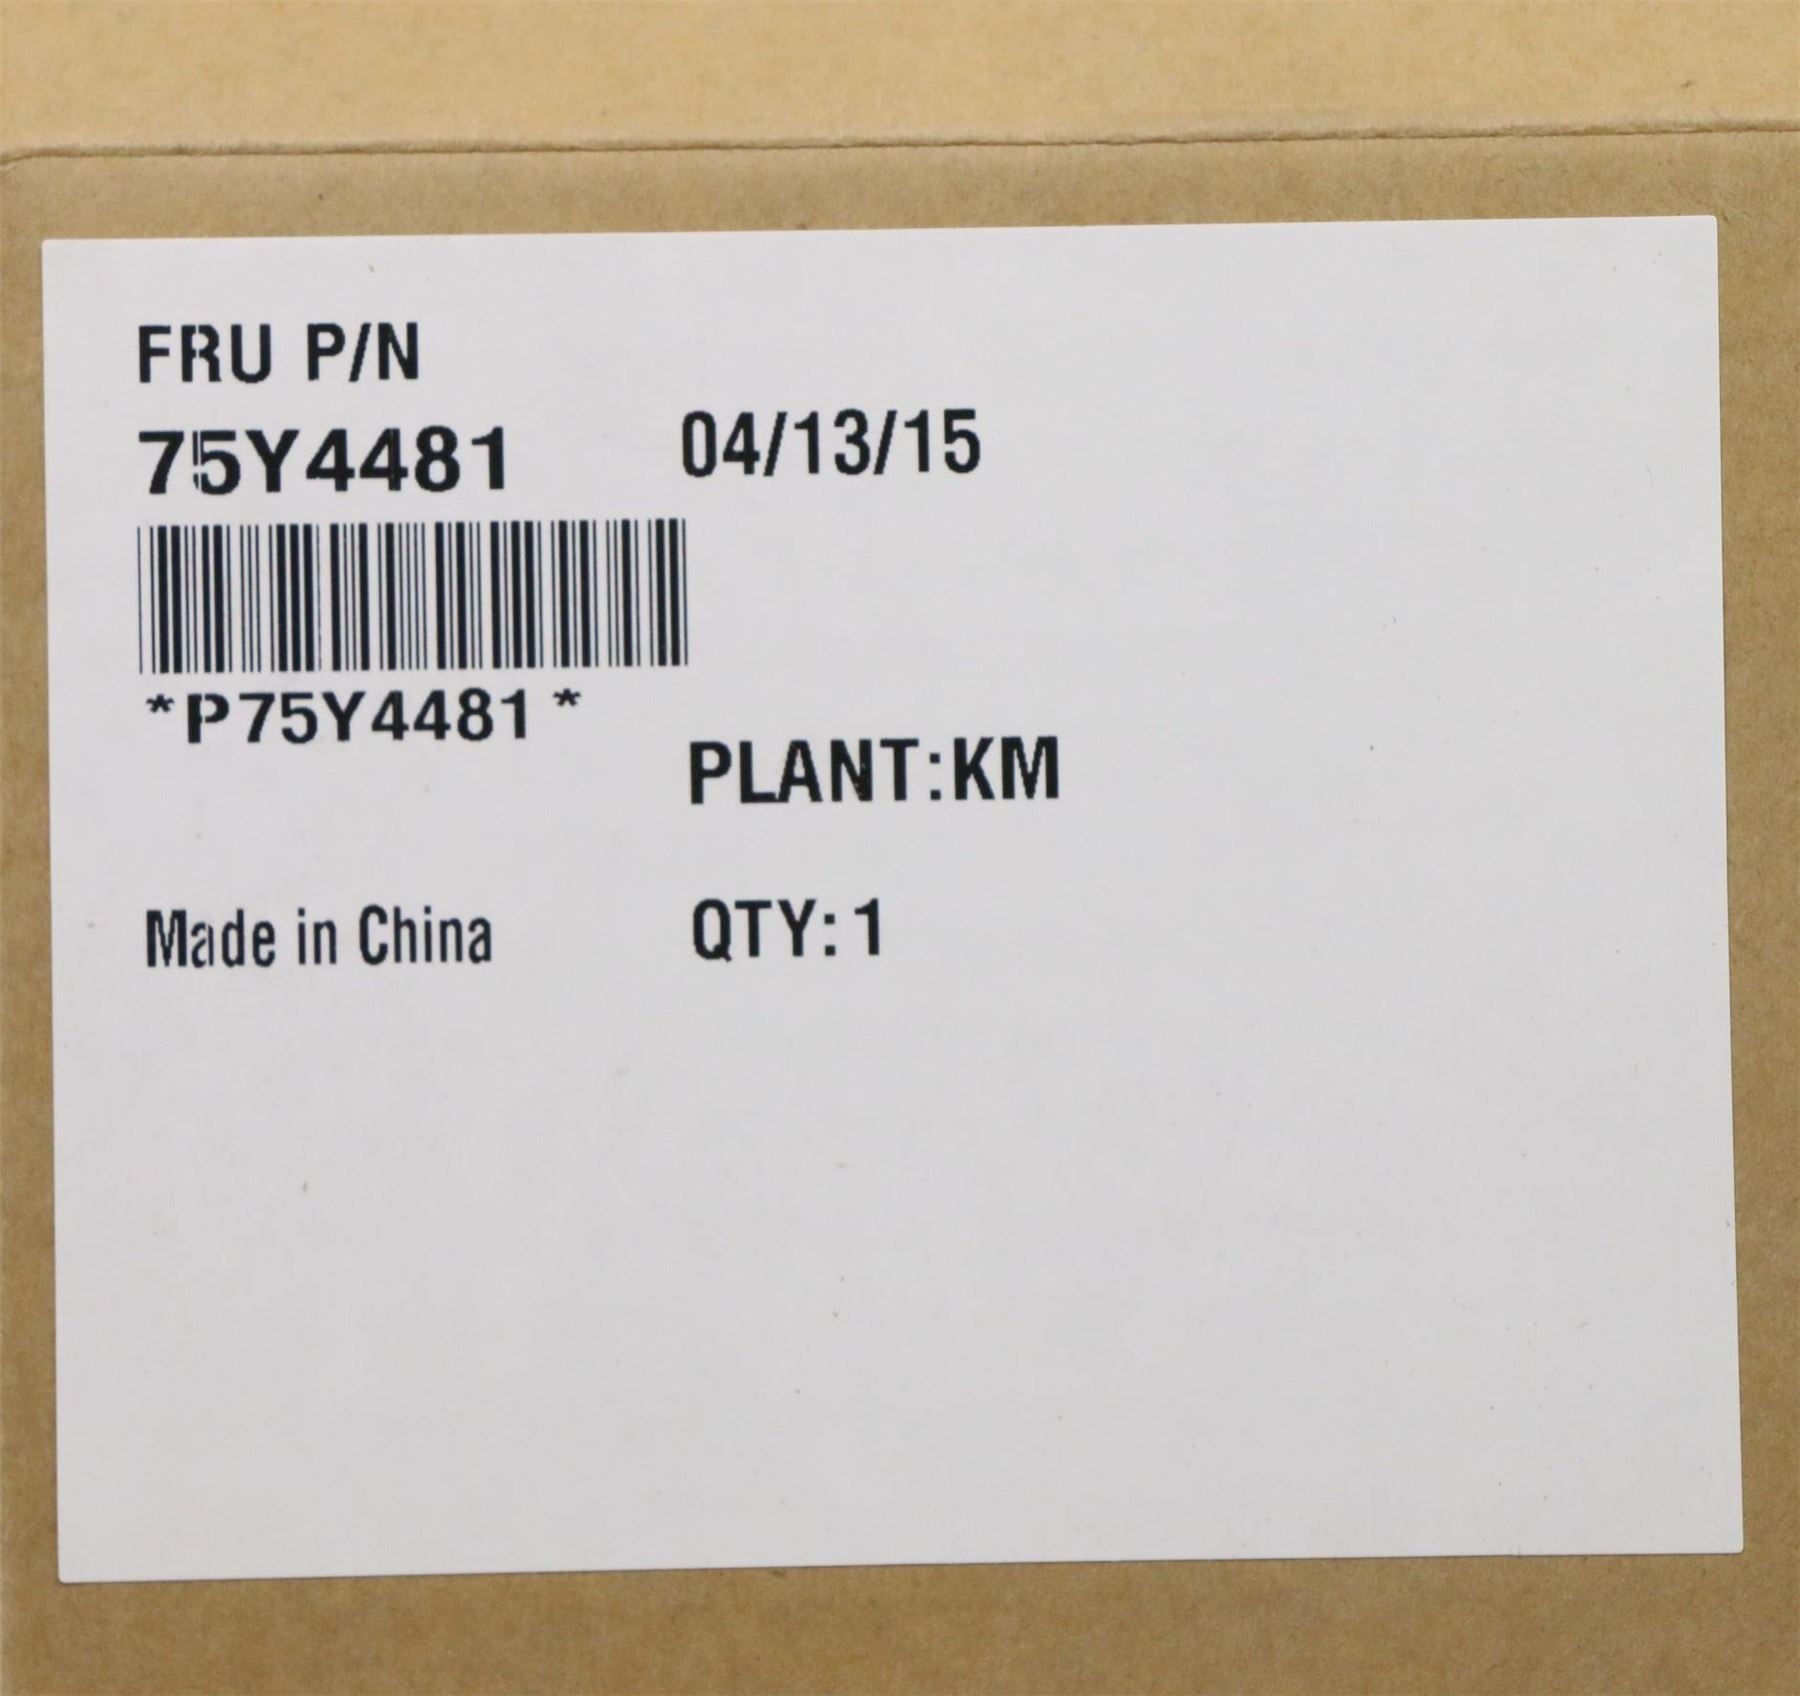 FRU P/N
75Y4481
04/13/15
*P75Y4481*
PLANT:KM
Made in China
QTY:1